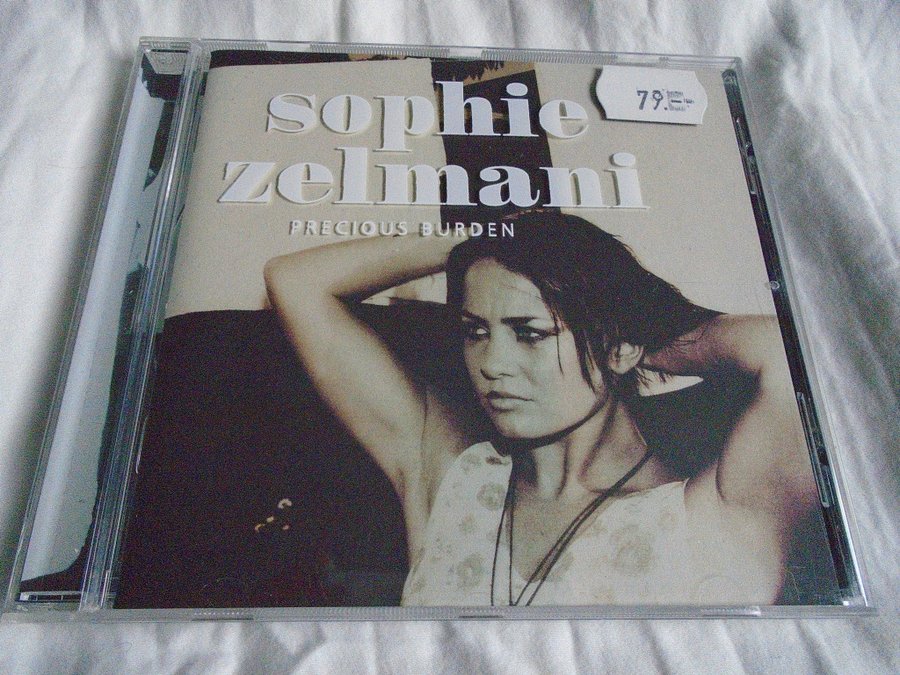 sophie
zelmani
PRECIOUS BURDEN
79.-